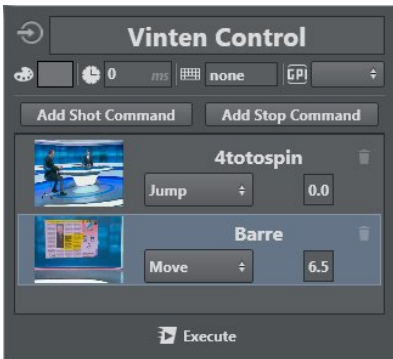 Vinten Control
0 ms none GPI
Add Shot Command Add Stop Command
4totospin
Jump 0.0
Barre
Move 6.5
Execute